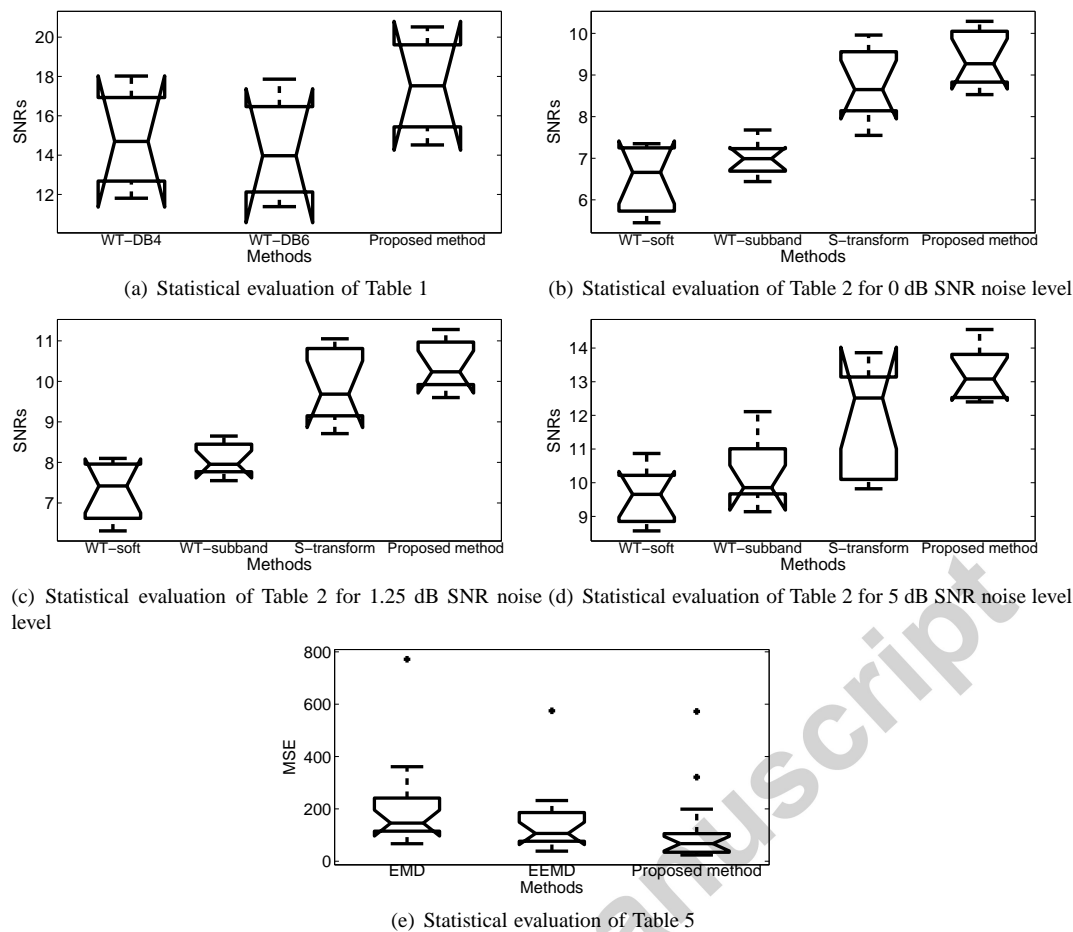 20
18
16
14
12
SNRs
WT−DB4 WT−DB6 Proposed method
Methods
(a) Statistical evaluation of Table 1
10
9
8
7
6
SNRs
WT−soft WT−subband S−transform Proposed method
Methods
(b) Statistical evaluation of Table 2 for 0 dB SNR noise level
11
10
9
8
7
SNRs
WT−soft WT−subband S−transform Proposed method
Methods
(c) Statistical evaluation of Table 2 for 1.25 dB SNR noise
level
14
13
12
11
10
9
SNRs
WT−soft WT−subband S−transform Proposed method
Methods
(d) Statistical evaluation of Table 2 for 5 dB SNR noise level
800
600
400
200
0
MSE
EMD EEMD Proposed method
Methods
(e) Statistical evaluation of Table 5
anuscript